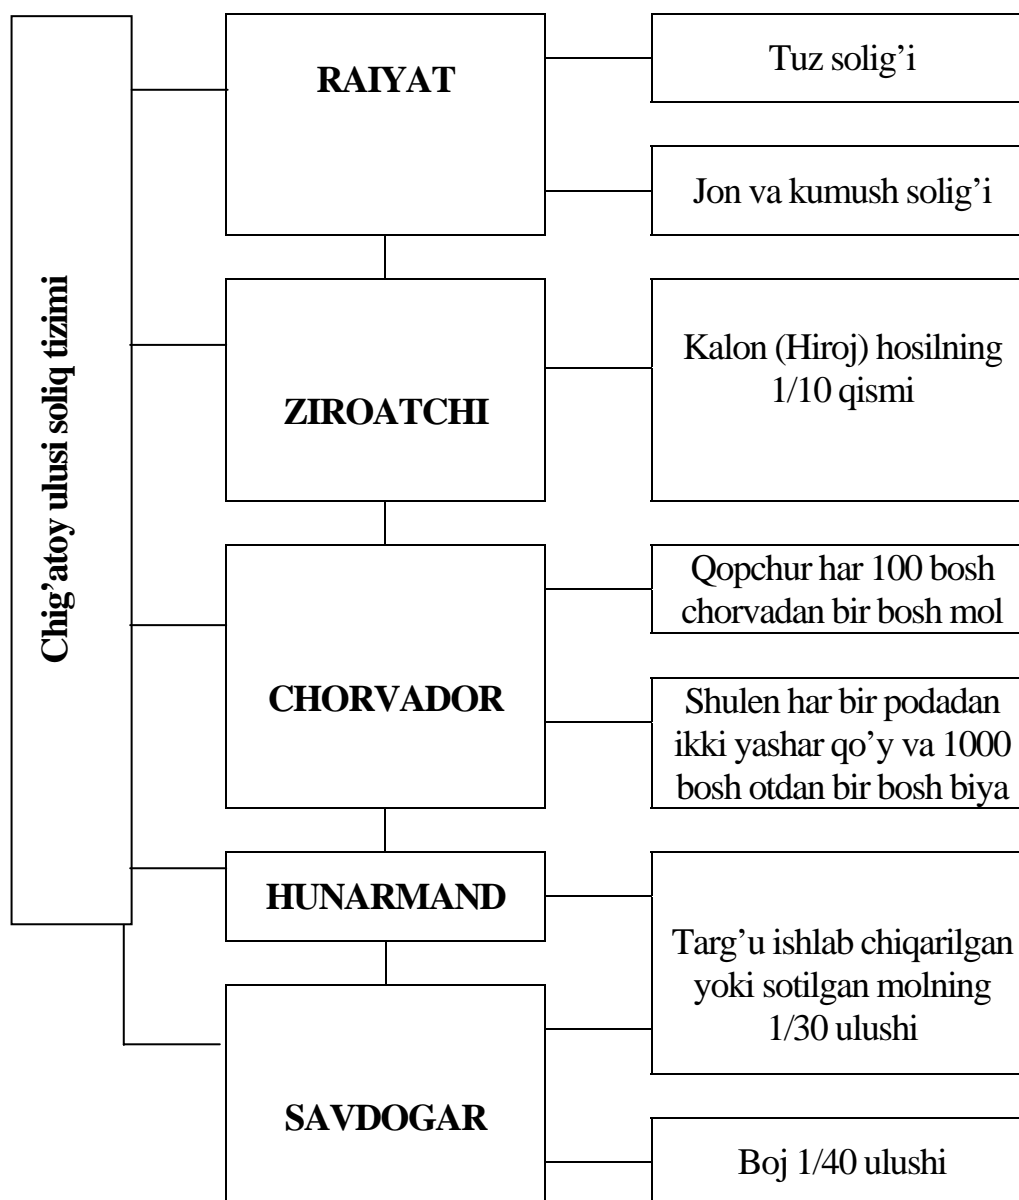 Chig’atoy ulusi soliq tizimi
RAIYAT
Tuz solig’i
Jon va kumush solig’i
ZIROATCHI
Kalon (Hiroj) hosilning
1/10 qismi
CHORVADOR
Qopchur har 100 bosh
chorvadan bir bosh mol
Shulen har bir podadan
ikki yashar qo’y va 1000
bosh otdan bir bosh biya
HUNARMAND
Targ’u ishlab chiqarilgan
yoki sotilgan molning
1/30 ulushi
SAVDOGAR
Boj 1/40 ulushi